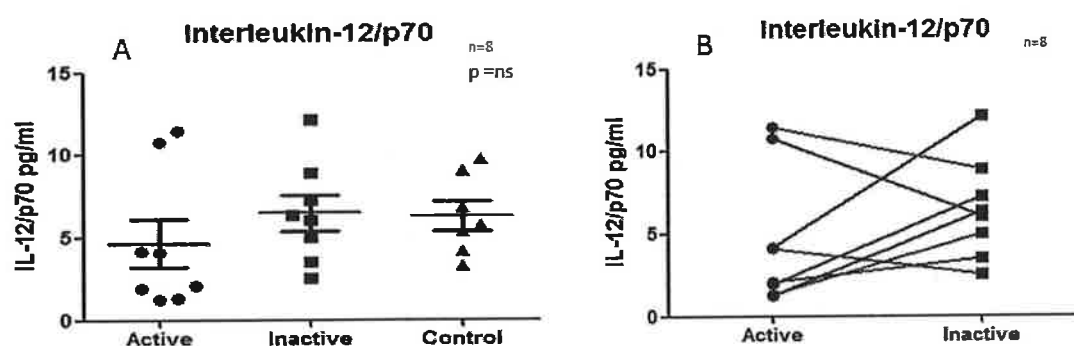 A
Interleukin-12/p70
n=8
p =ns
15
10
5
0
IL-12/p70 pg/ml
Active
Inactive
Control
B
Interleukin-12/p70
n=8
15
10
5
0
IL-12/p70 pg/ml
Active
Inactive